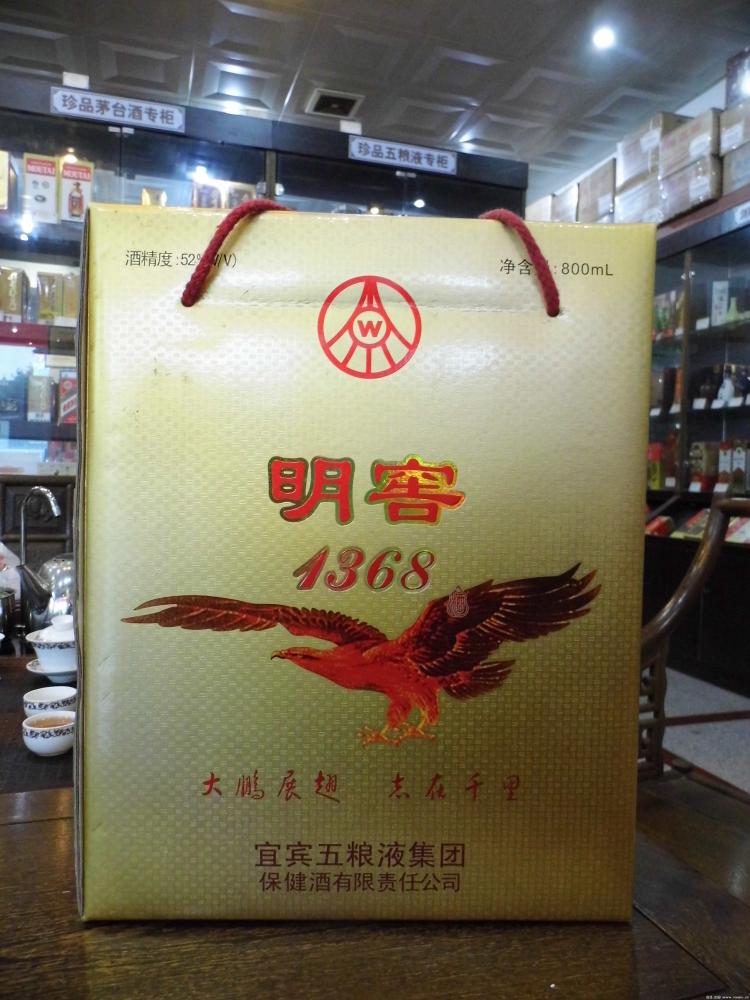 珍品茅台酒专柜
珍品五粮液专柜
MOUTAI
MOUTAI
酒精度:52%(V/V)
净含量:800mL
W
明窖
1368
大鹏展翅 志在千里
宜宾五粮液集团
保健酒有限责任公司